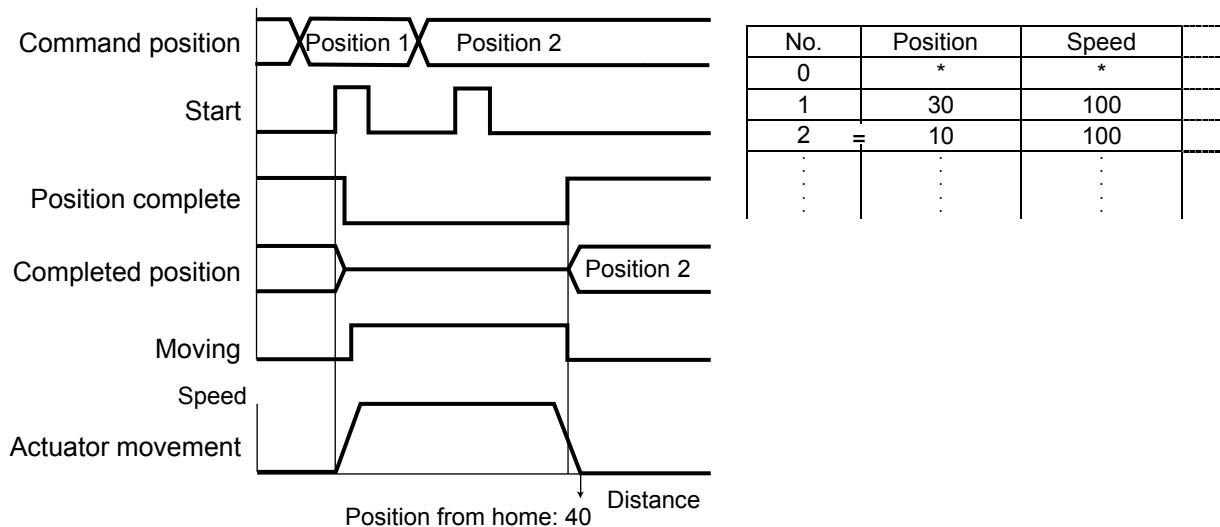 Command position
Position 1
Position 2
Start
Position complete
Completed position
Position 2
Moving
Speed
Actuator movement
Distance
Position from home: 40
No. Position Speed
0 * *
1 30 100
2 = 10 100